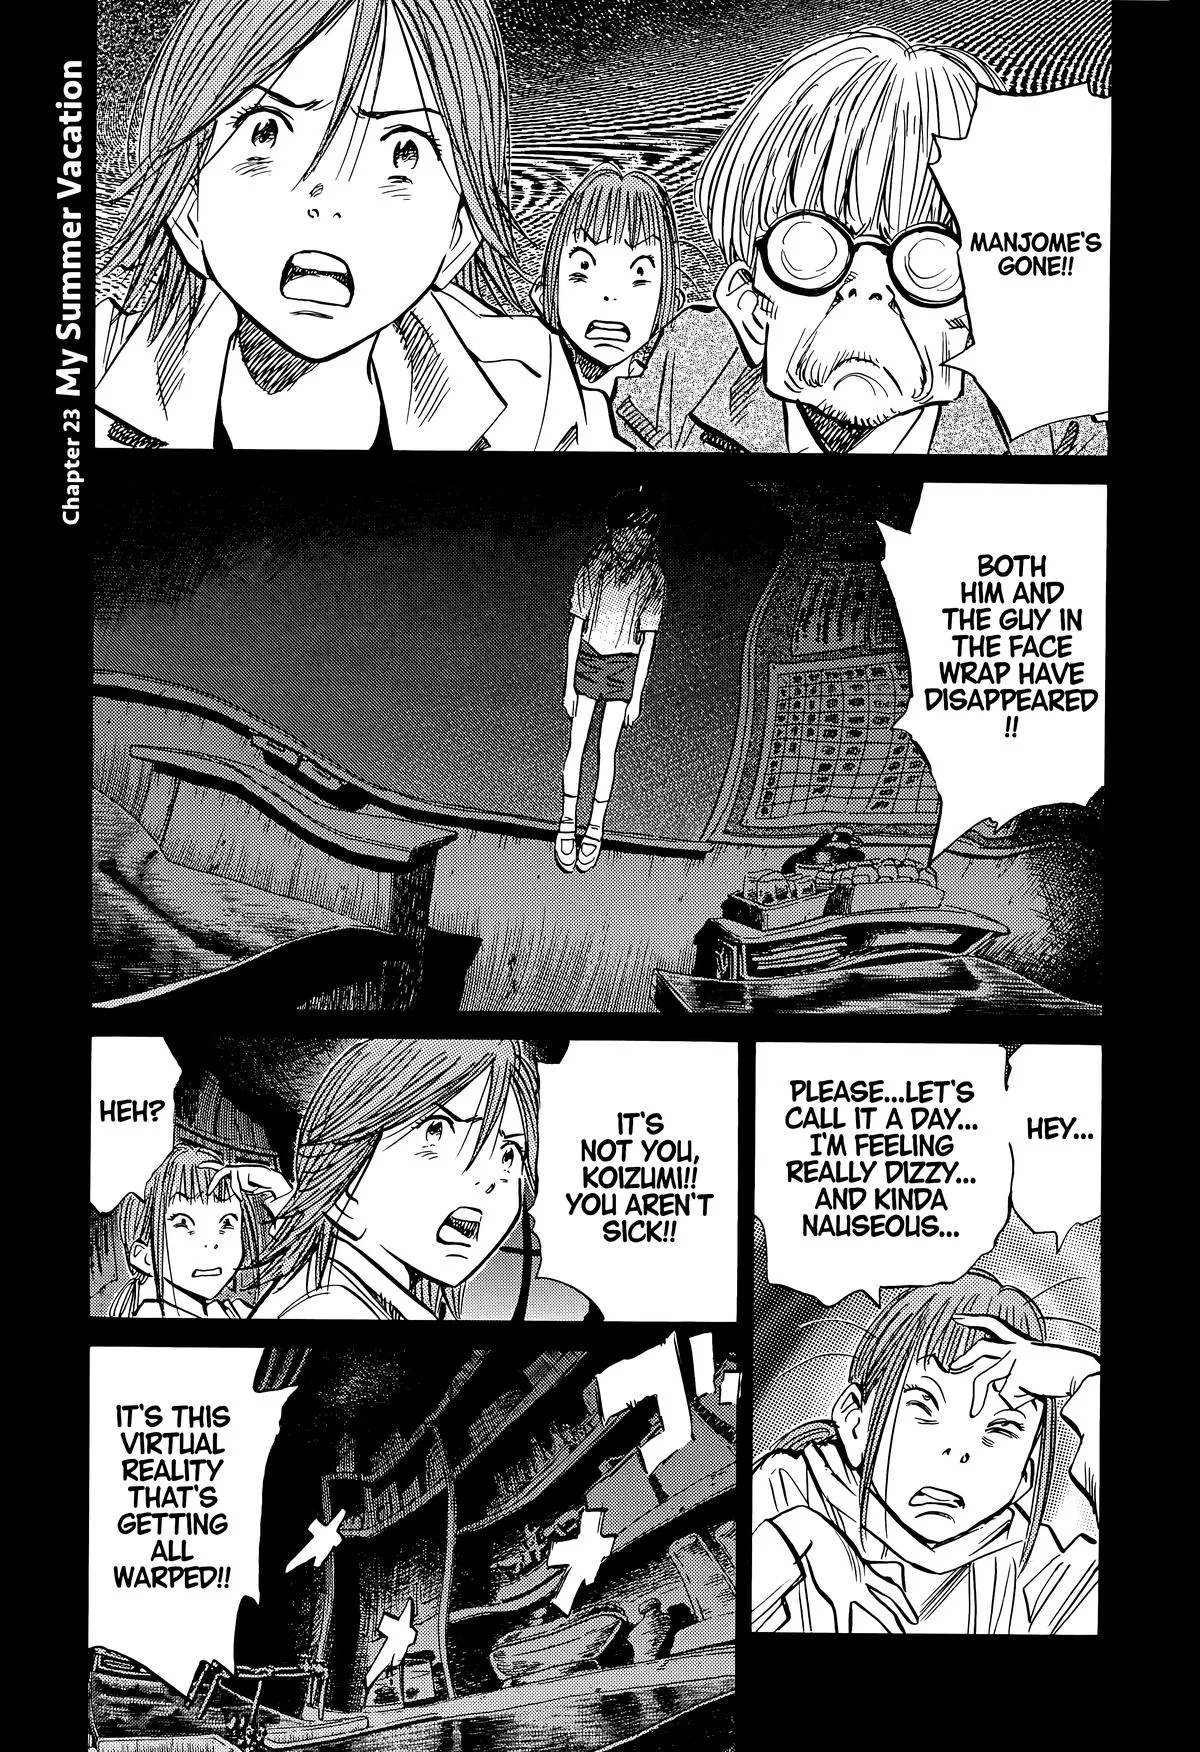 Chapter 23 My Summer Vacation
MANJOME'S
GONE!!
BOTH
HIM AND
THE GUY IN
THE FACE
WRAP HAVE
DISAPPEARED
!!
HEY...
PLEASE...LET'S
CALL IT A DAY...
I'M FEELING
REALLY DIZZY...
AND KINDA
NAUSEOUS...
IT'S
NOT YOU,
KOIZUMI!!
YOU AREN'T
SICK!!
HEH?
IT'S THIS
VIRTUAL
REALITY
THAT'S
GETTING
ALL
WARPED!!